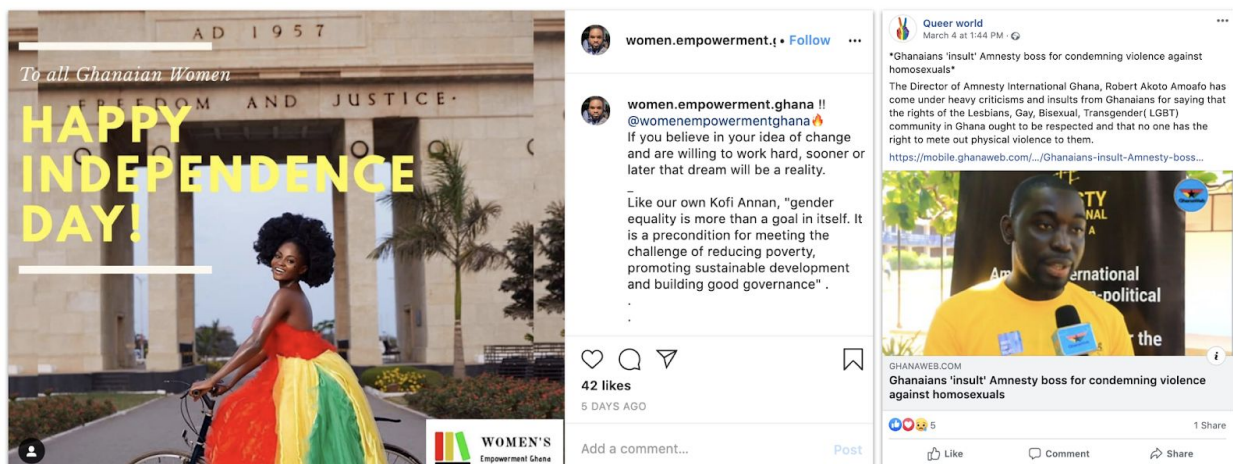 AD 1957
To all Ghanaian Women
FREEDOM AND JUSTICE
HAPPY
INDEPENDENCE
DAY!
WOMEN'S
Empowerment Ghana
women.empowerment.g • Follow
women.empowerment.ghana !!
@womenempowermentghana🔥
If you believe in your idea of change
and are willing to work hard, sooner or
later that dream will be a reality.
_
Like our own Kofi Annan, "gender
equality is more than a goal in itself. It
is a precondition for meeting the
challenge of reducing poverty,
promoting sustainable development
and building good governance" .
.
.
42 likes
5 DAYS AGO
Add a comment...
Post
Queer world
March 4 at 1:44 PM ·
*Ghanaians 'insult' Amnesty boss for condemning violence against
homosexuals*
The Director of Amnesty International Ghana, Robert Akoto Amoafo has
come under heavy criticisms and insults from Ghanaians for saying that
the rights of the Lesbians, Gay, Bisexual, Transgender( LGBT)
community in Ghana ought to be respected and that no one has the
right to mete out physical violence to them.
https://mobile.ghanaweb.com/.../Ghanaians-insult-Amnesty-boss...
GhanaWeb
STY
NAL
A
Am ernational
n-political
r the
GHANAWEB.COM
Ghanaians 'insult' Amnesty boss for condemning violence
against homosexuals
5
1 Share
Like
Comment
Share